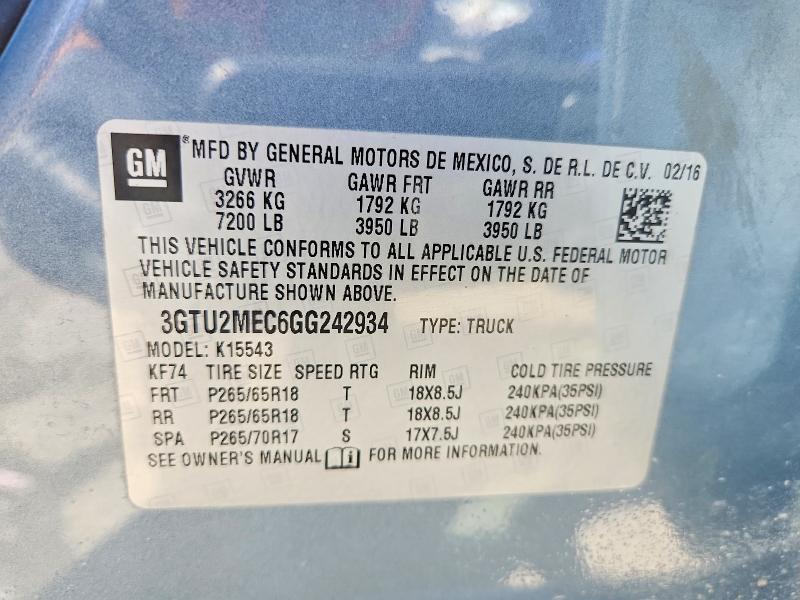 GM ® MFD BY GENERAL MOTORS DE MEXICO, S. DE R.L. DE C.V. 02/16
GVWR GAWR FRT GAWR RR
3266 KG 1792 KG 1792 KG
7200 LB 3950 LB 3950 LB
THIS VEHICLE CONFORMS TO ALL APPLICABLE U.S. FEDERAL MOTOR
VEHICLE SAFETY STANDARDS IN EFFECT ON THE DATE OF
MANUFACTURE SHOWN ABOVE.
3GTU2MEC6GG242934 TYPE: TRUCK
MODEL: K15543
KF74 TIRE SIZE SPEED RTG RIM COLD TIRE PRESSURE
FRT P265/65R18 T 18X8.5J 240KPA(35PSI)
RR P265/65R18 T 18X8.5J 240KPA(35PSI)
SPA P265/70R17 S 17X7.5J 240KPA(35PSI)
SEE OWNER'S MANUAL FOR MORE INFORMATION.